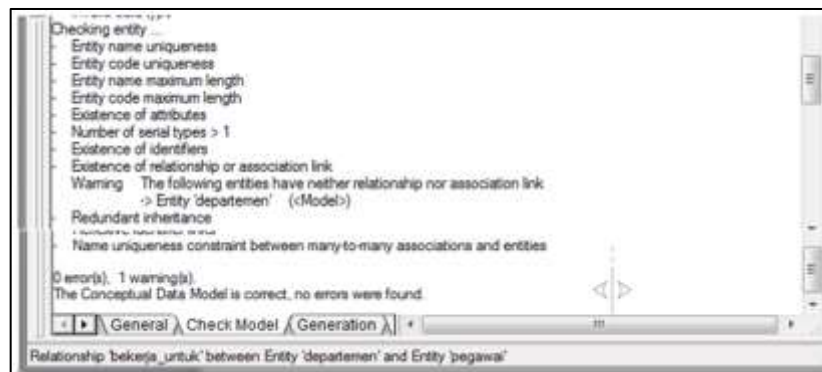 Checking entity ...
- Entity name uniqueness
- Entity code uniqueness
- Entity name maximum length
- Entity code maximum length
- Existence of attributes
- Number of serial types > 1
- Existence of identifiers
- Existence of relationship or association link
Warning The following entities have neither relationship nor association link
-> Entity 'departemen' (<Model>)
- Redundant inheritance
- Name uniqueness constraint between many-to-many associations and entities
0 error(s), 1 warning(s).
The Conceptual Data Model is correct, no errors were found.
General Check Model Generation
Relationship 'bekerja_untuk' between Entity 'departemen' and Entity 'pegawai'